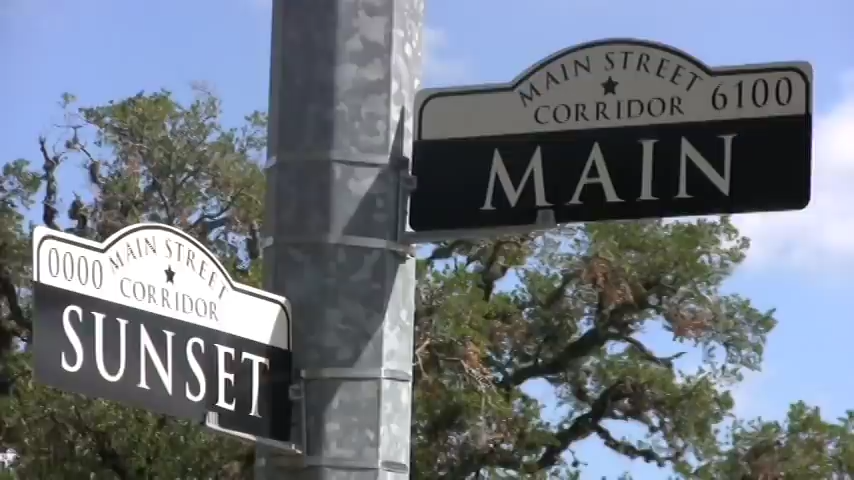 MAIN STREET
CORRIDOR 6100
MAIN
0000 MAIN STREET
CORRIDOR
SUNSET